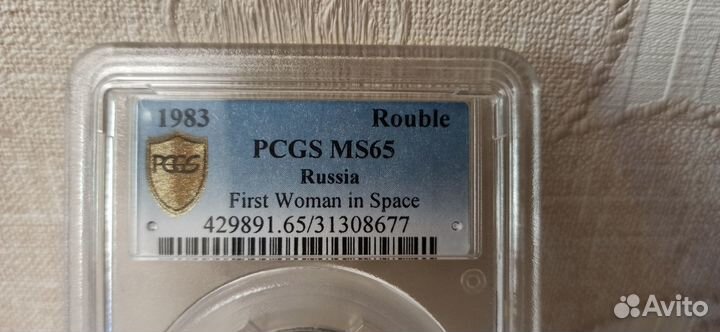 1983 Rouble
PCGS PCGS MS65
Russia
First Woman in Space
429891.65/31308677
Avito